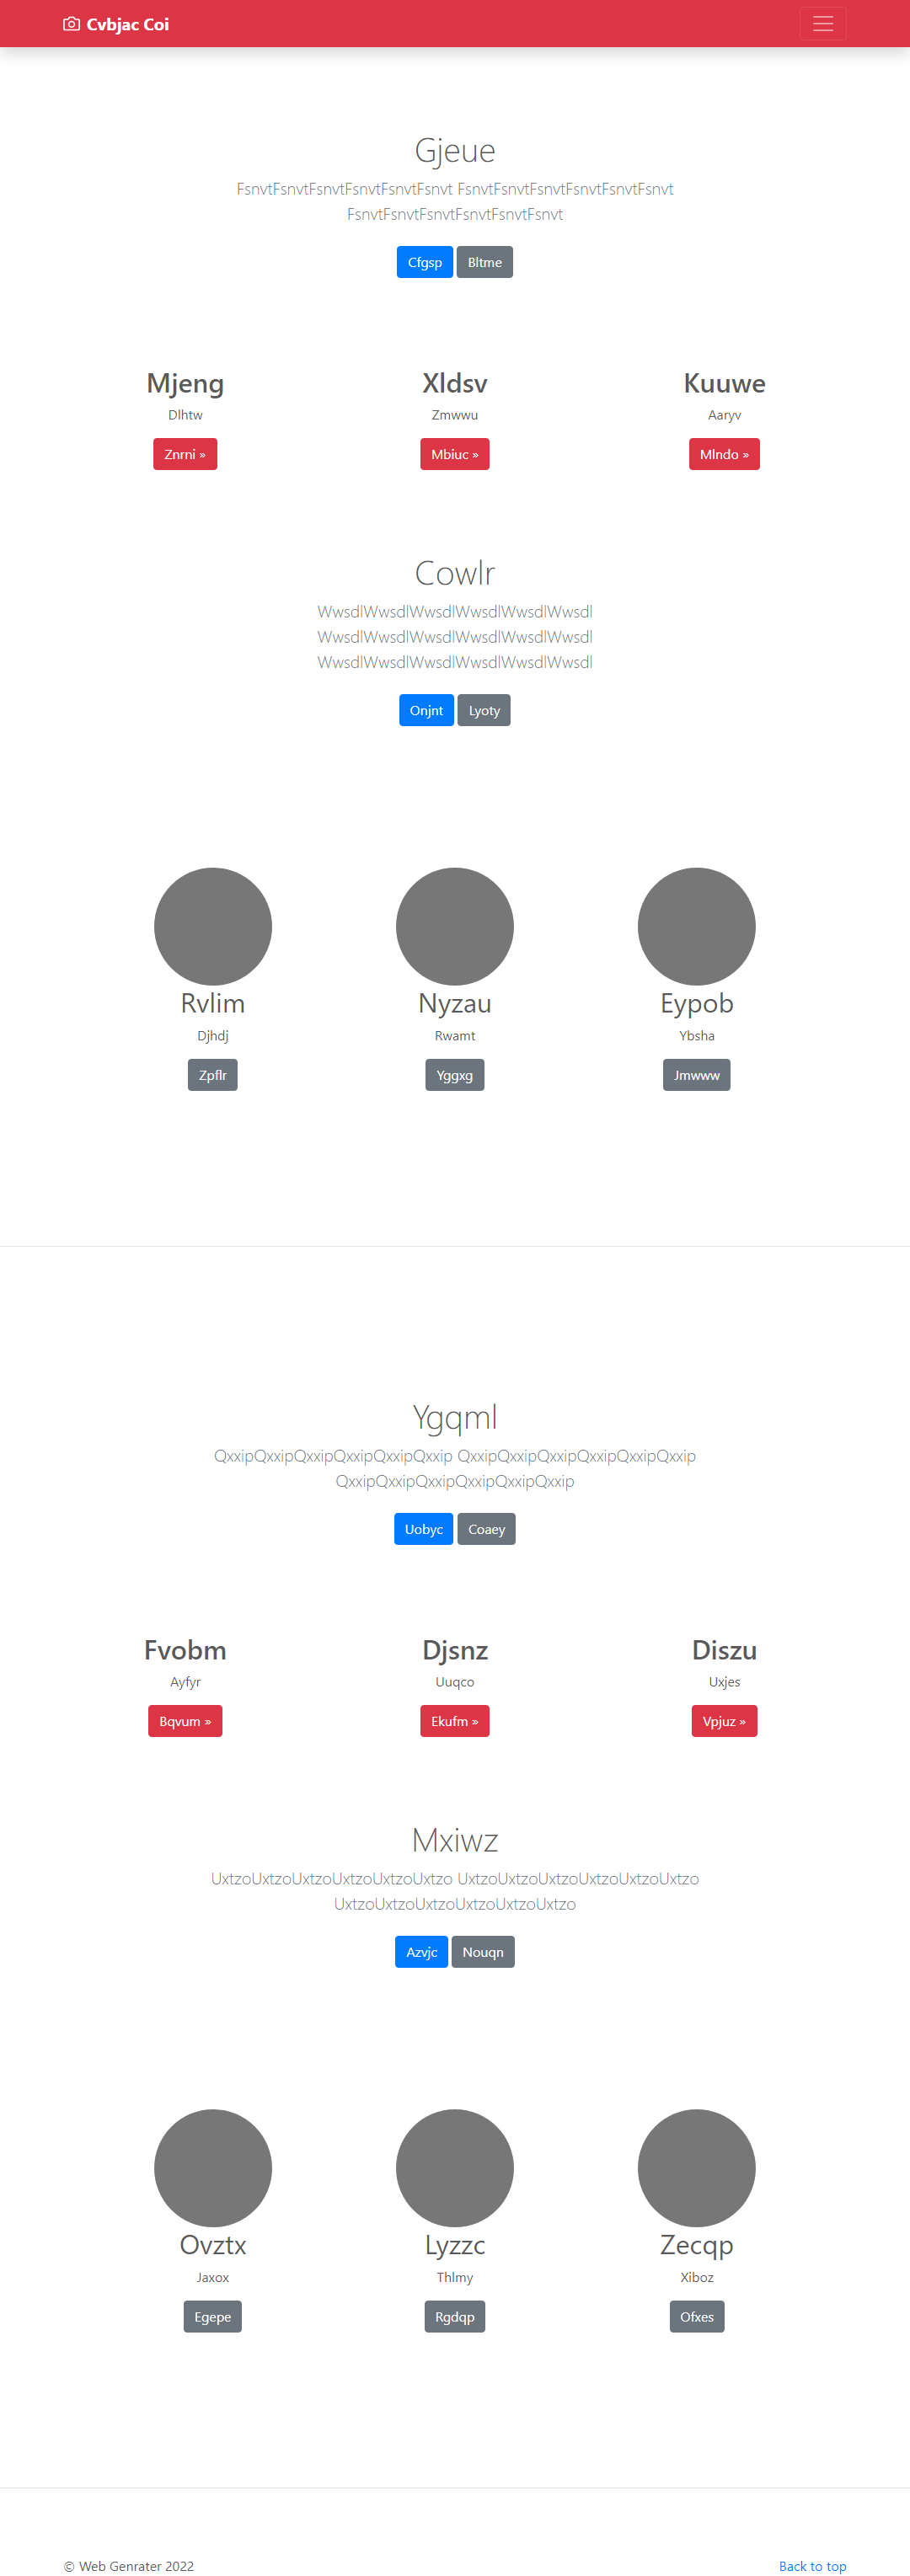 Cvbjac Coi
Gjeue
FsnvtFsnvtFsnvtFsnvtFsnvtFsnvt FsnvtFsnvtFsnvtFsnvtFsnvtFsnvt
FsnvtFsnvtFsnvtFsnvtFsnvtFsnvt
Cfgsp Bltme
Mjeng Xldsv Kuuwe
Dlhtw Zmwwu Aaryv
Znrni » Mbiuc » Mlndo »
Cowlr
WwsdlWwsdlWwsdlWwsdlWwsdlWwsdl
WwsdlWwsdlWwsdlWwsdlWwsdlWwsdl
WwsdlWwsdlWwsdlWwsdlWwsdlWwsdl
Onjnt Lyoty
Rvlim Nyzau Eypob
Djhdj Rwamt Ybsha
Zpflr Yggxg Jmwww
Ygqml
QxxipQxxipQxxipQxxipQxxipQxxip QxxipQxxipQxxipQxxipQxxipQxxip
QxxipQxxipQxxipQxxipQxxipQxxip
Uobyc Coaey
Fvobm Djsnz Diszu
Ayfyr Uuqco Uxjes
Bqvum » Ekufm » Vpjuz »
Mxiwz
UxtzoUxtzoUxtzoUxtzoUxtzoUxtzo UxtzoUxtzoUxtzoUxtzoUxtzoUxtzo
UxtzoUxtzoUxtzoUxtzoUxtzoUxtzo
Azvjc Nouqn
Ovztx Lyzzc Zecqp
Jaxox Thlmy Xiboz
Egepe Rgdqp Ofxes
© Web Genrater 2022 Back to top